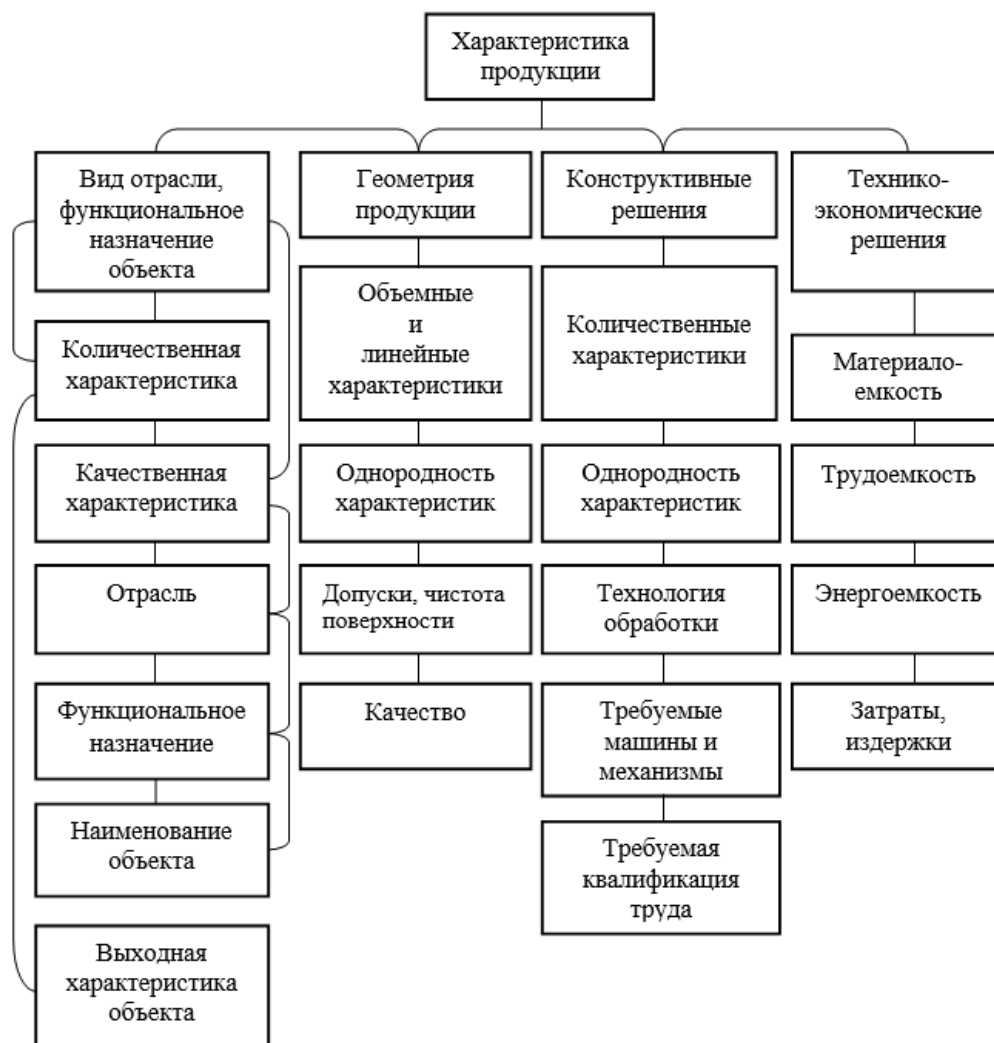 Характеристика
продукции
Вид отрасли,
функциональное
назначение
объекта
Количественная
характеристика
Качественная
характеристика
Отрасль
Функциональное
назначение
Наименование
объекта
Выходная
характеристика
объекта
Геометрия
продукции
Объемные
и
линейные
характеристики
Однородность
характеристик
Допуски, чистота
поверхности
Качество
Конструктивные
решения
Количественные
характеристики
Однородность
характеристик
Технология
обработки
Требуемые
машины и
механизмы
Требуемая
квалификация
труда
Технико-
экономические
решения
Материало-
емкость
Трудоемкость
Энергоемкость
Затраты,
издержки